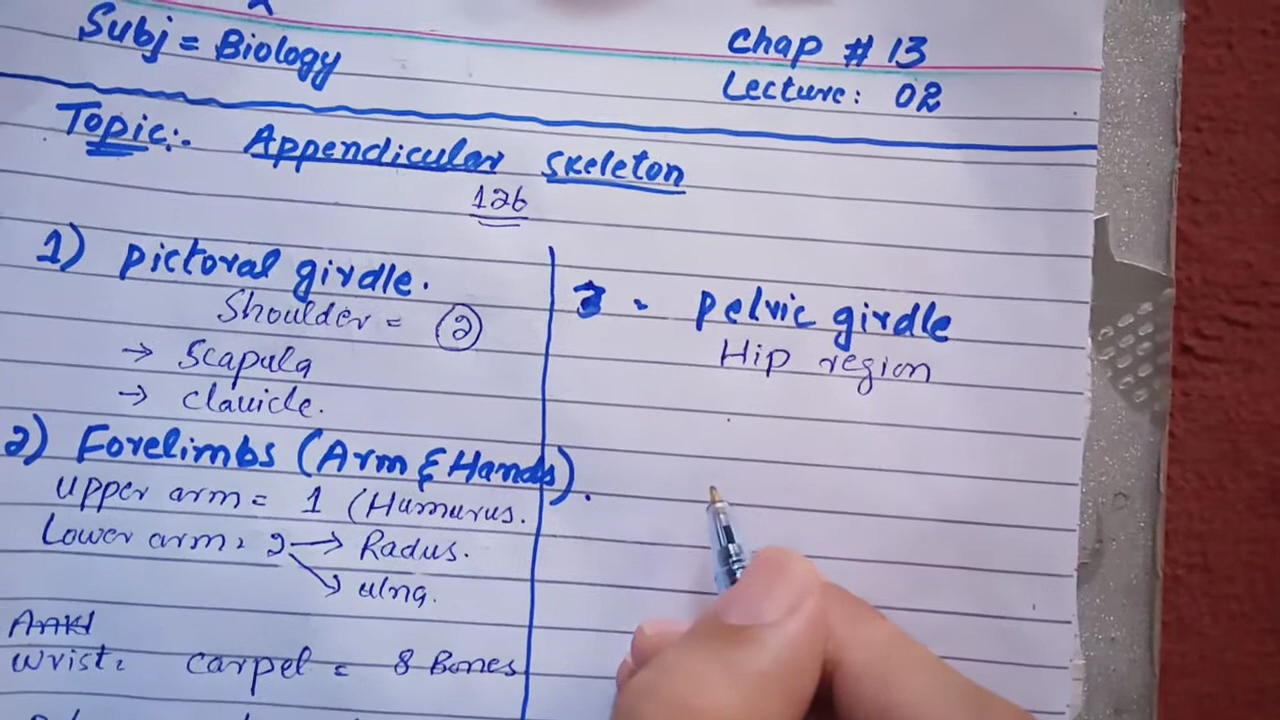 Subj = Biology
Chap # 13
Lecture: 02
Topic:- Appendicular skeleton
126
1) pictoral girdle.
Shoulder = 2
→ Scapula
→ clavicle.
2) Forelimbs (Arm & Hands).
upper arm = 1 (Humurus.
Lower arm = 2 → Radus.
→ ulna.
wrist = carpel = 8 Bones
3. pelvic girdle
Hip region